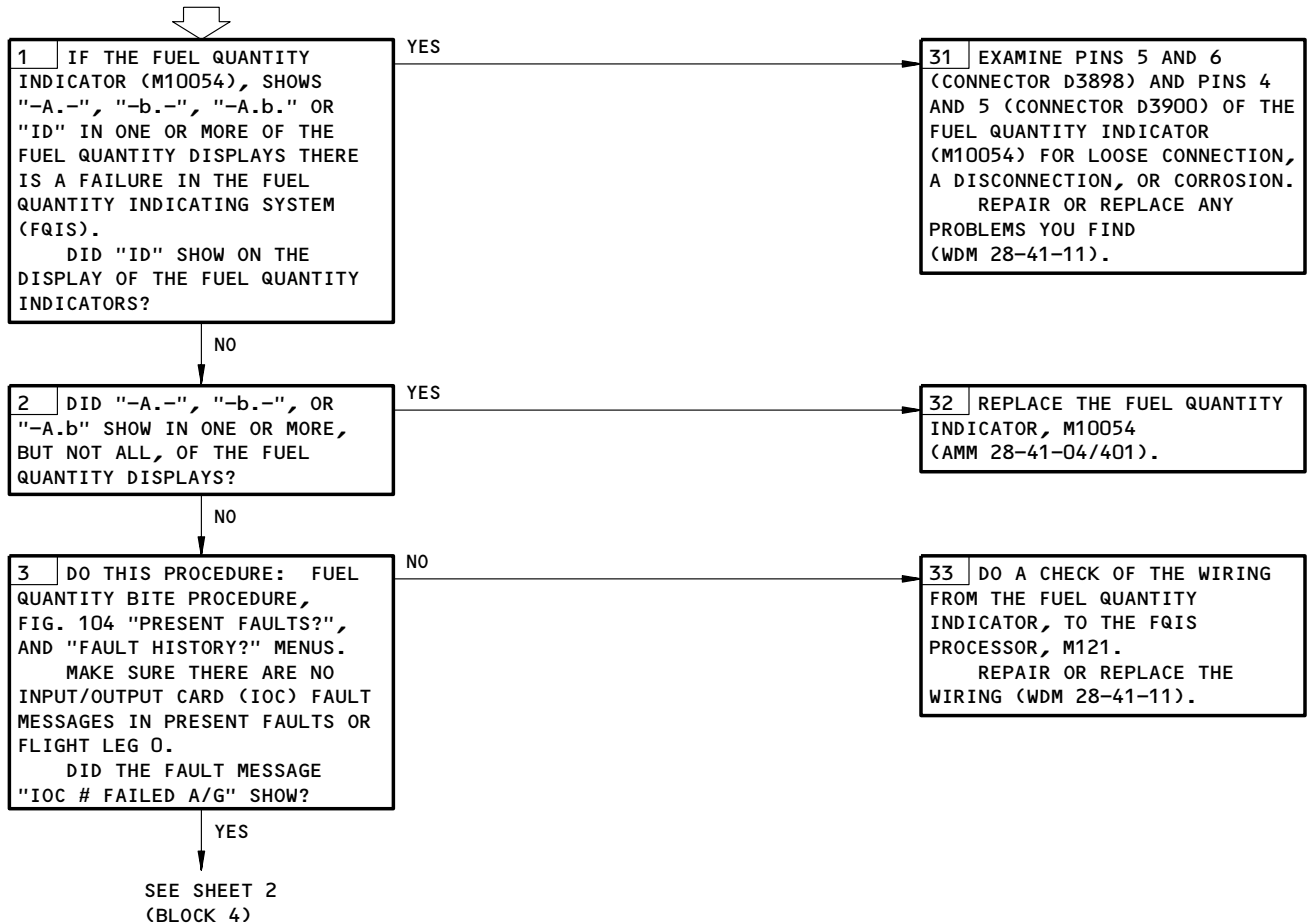 1 IF THE FUEL QUANTITY
INDICATOR (M10054), SHOWS
"-A.-", "-b.-", "-A.b." OR
"ID" IN ONE OR MORE OF THE
FUEL QUANTITY DISPLAYS THERE
IS A FAILURE IN THE FUEL
QUANTITY INDICATING SYSTEM
(FQIS).
DID "ID" SHOW ON THE
DISPLAY OF THE FUEL QUANTITY
INDICATORS?
YES
31 EXAMINE PINS 5 AND 6
(CONNECTOR D3898) AND PINS 4
AND 5 (CONNECTOR D3900) OF THE
FUEL QUANTITY INDICATOR
(M10054) FOR LOOSE CONNECTION,
A DISCONNECTION, OR CORROSION.
REPAIR OR REPLACE ANY
PROBLEMS YOU FIND
(WDM 28-41-11).
NO
2 DID "-A.-", "-b.-", OR
"-A.b" SHOW IN ONE OR MORE,
BUT NOT ALL, OF THE FUEL
QUANTITY DISPLAYS?
YES
32 REPLACE THE FUEL QUANTITY
INDICATOR, M10054
(AMM 28-41-04/401).
NO
3 DO THIS PROCEDURE: FUEL
QUANTITY BITE PROCEDURE,
FIG. 104 "PRESENT FAULTS?",
AND "FAULT HISTORY?" MENUS.
MAKE SURE THERE ARE NO
INPUT/OUTPUT CARD (IOC) FAULT
MESSAGES IN PRESENT FAULTS OR
FLIGHT LEG 0.
DID THE FAULT MESSAGE
"IOC # FAILED A/G" SHOW?
NO
33 DO A CHECK OF THE WIRING
FROM THE FUEL QUANTITY
INDICATOR, TO THE FQIS
PROCESSOR, M121.
REPAIR OR REPLACE THE
WIRING (WDM 28-41-11).
YES
SEE SHEET 2
(BLOCK 4)